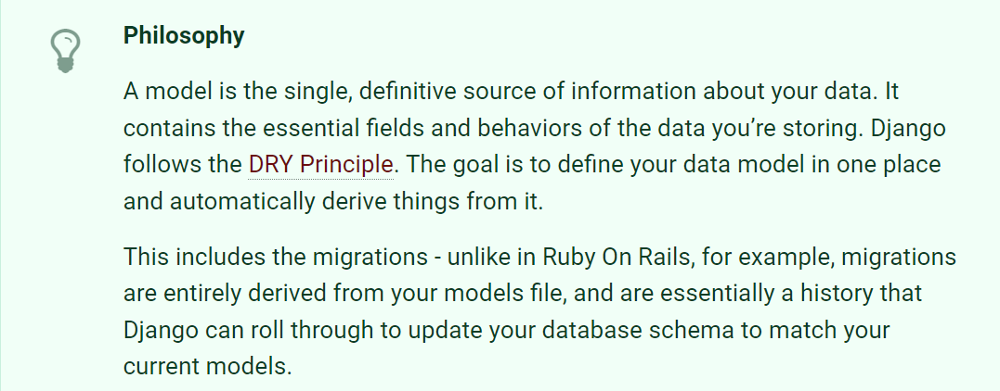 Philosophy
A model is the single, definitive source of information about your data. It
contains the essential fields and behaviors of the data you’re storing. Django
follows the DRY Principle. The goal is to define your data model in one place
and automatically derive things from it.
This includes the migrations - unlike in Ruby On Rails, for example, migrations
are entirely derived from your models file, and are essentially a history that
Django can roll through to update your database schema to match your
current models.